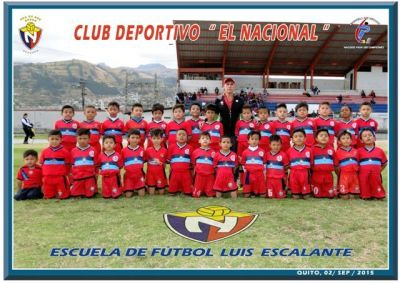 CLUB DEPORTIVO "EL NACIONAL"
ESCUELA DE FÚTBOL LUIS ESCALANTE
QUITO, 02/ SEP / 2015